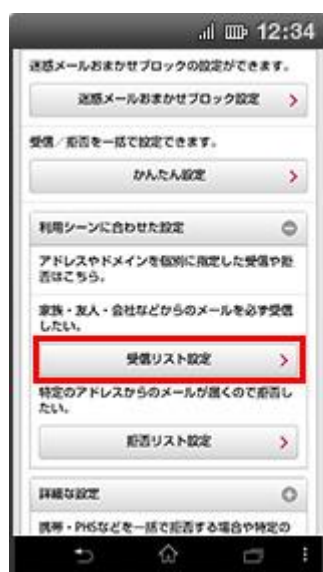 12:34
迷惑メールおまかせブロックの設定ができます。
迷惑メールおまかせブロック設定
受信/拒否を一括で設定できます。
かんたん設定
利用シーンに合わせた設定
アドレスやドメインを個別に指定した受信や拒
否はこちら。
家族・友人・会社などからのメールを必ず受信
したい。
受信リスト設定
特定のアドレスからのメールが届くので拒否し
たい。
拒否リスト設定
詳細な設定
携帯・PHSなどを一括で拒否する場合や特定の